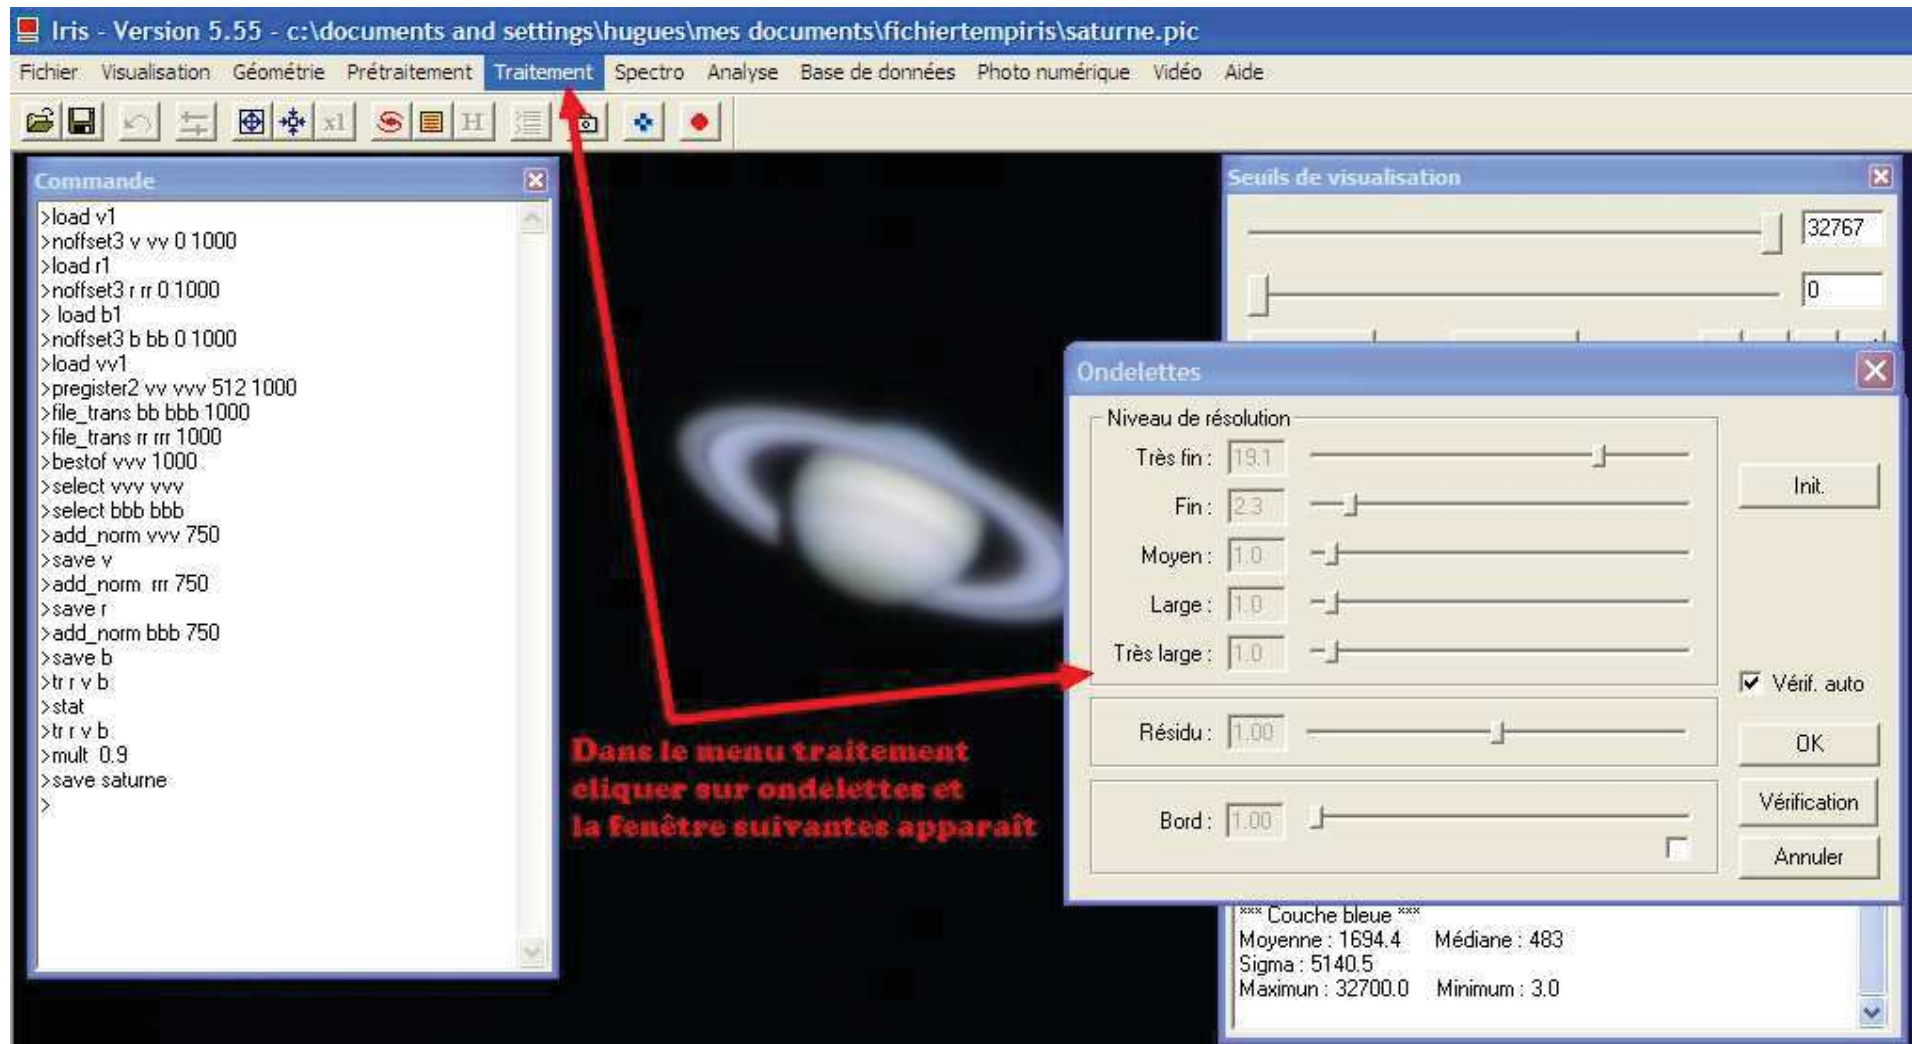 Iris - Version 5.55 - c:\documents and settings\hugues\mes documents\fichiertempiris\saturne.pic
Fichier Visualisation Géométrie Prétraitement Traitement Spectro Analyse Base de données Photo numérique Vidéo Aide
x1 H
Commande
>load v1
>noffset3 v vv 0 1000
>load r1
>noffset3 r rr 0 1000
> load b1
>noffset3 b bb 0 1000
>load vv1
>pregister2 vv vvv 512 1000
>file_trans bb bbb 1000
>file_trans rr rrr 1000
>bestof vvv 1000
>select vvv vvv
>select bbb bbb
>add_norm vvv 750
>save v
>add_norm rrr 750
>save r
>add_norm bbb 750
>save b
>tr r v b
>stat
>tr r v b
>mult 0.9
>save saturne
>
Dans le menu traitement
cliquer sur ondelettes et
la fenêtre suivantes apparaît
Seuils de visualisation
32767
0
Ondelettes
Niveau de résolution
Très fin : 19.1
Fin : 2.3
Moyen : 1.0
Large : 1.0
Très large : 1.0
Résidu : 1.00
Bord : 1.00
Init.
Vérif. auto
OK
Vérification
Annuler
*** Couche bleue ***
Moyenne : 1694.4 Médiane : 483
Sigma : 5140.5
Maximun : 32700.0 Minimum : 3.0